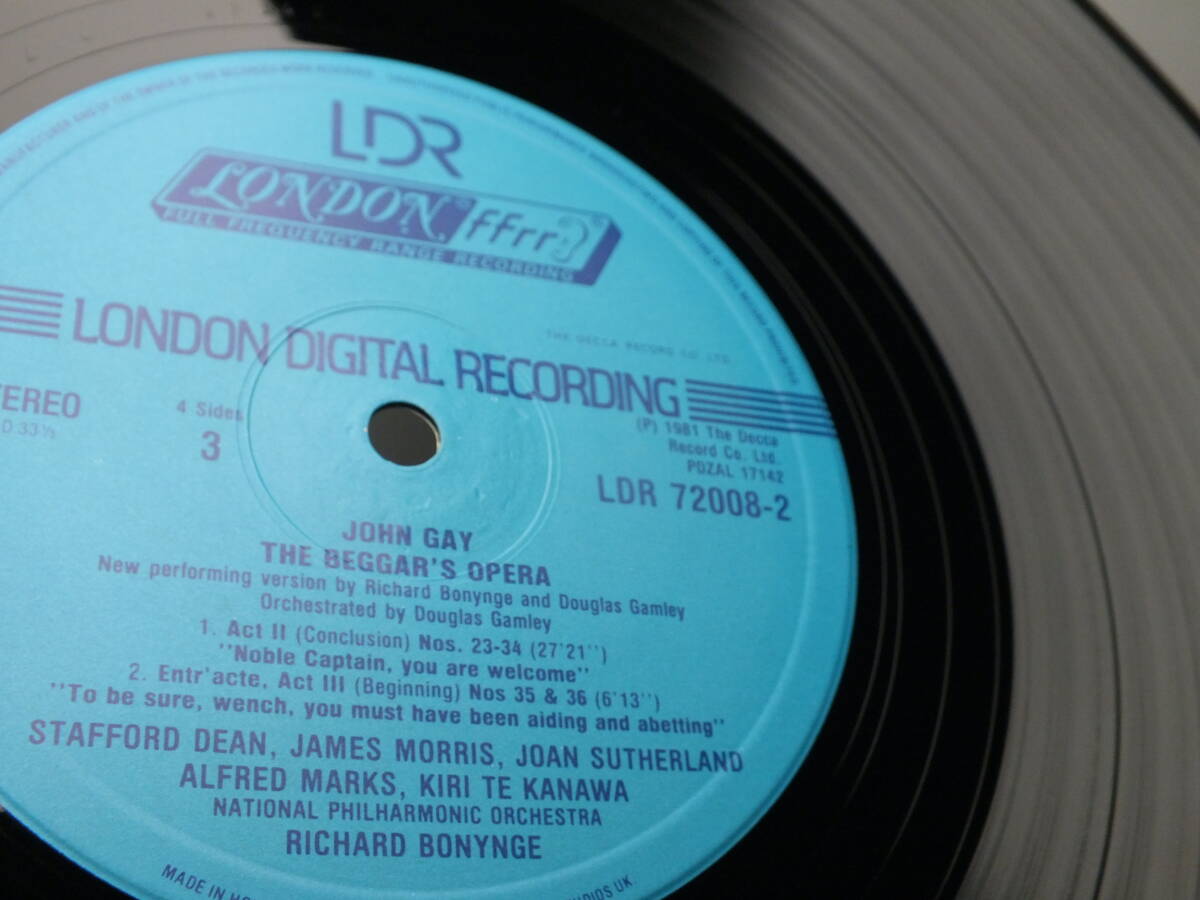 LDR
LONDON, ffrr
FULL FREQUENCY RANGE RECORDING
THE DECCA RECORD CO. LTD.
LONDON DIGITAL RECORDING
4 Sides
3
33⅓
(P) 1981 The Decca
Record Co. Ltd.
PDZAL 17142
LDR 72008-2
JOHN GAY
THE BEGGAR'S OPERA
New performing version by Richard Bonynge and Douglas Gamley
Orchestrated by Douglas Gamley
1. Act II (Conclusion) Nos. 23-34 (27'21'')
"Noble Captain, you are welcome"
2. Entr'acte, Act III (Beginning) Nos 35 & 36 (6'13'')
"To be sure, wench, you must have been aiding and abetting"
STAFFORD DEAN, JAMES MORRIS, JOAN SUTHERLAND
ALFRED MARKS, KIRI TE KANAWA
NATIONAL PHILHARMONIC ORCHESTRA
RICHARD BONYNGE
MADE IN
UK